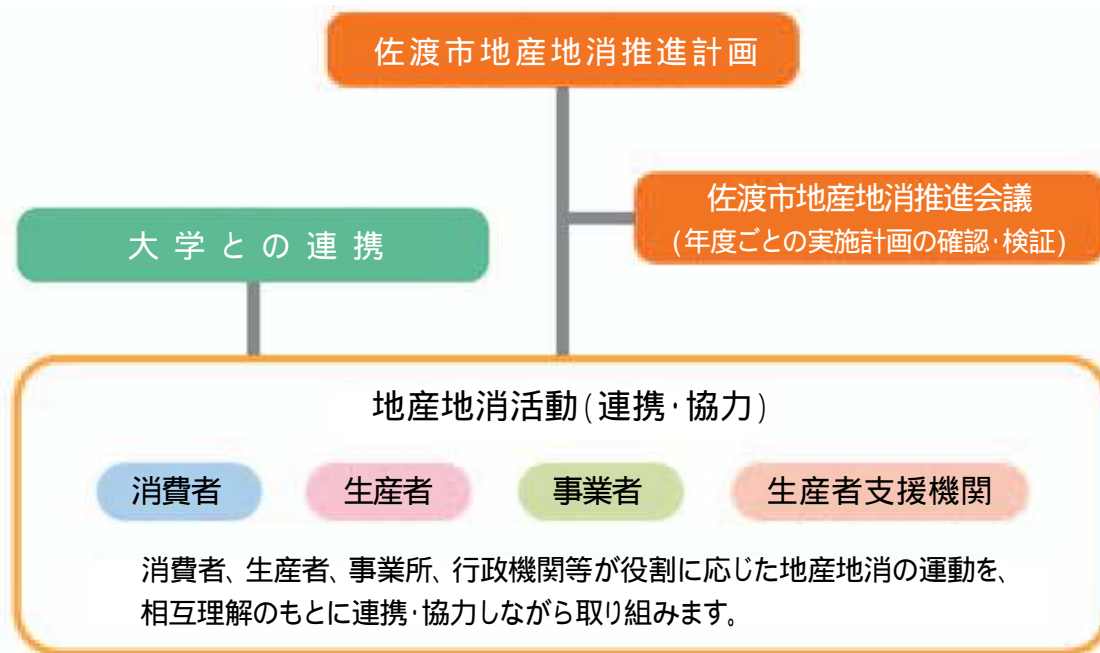 佐渡市地産地消推進計画
佐渡市地産地消推進会議
(年度ごとの実施計画の確認・検証)
大学との連携
地産地消活動(連携・協力)
消費者
生産者
事業者
生産者支援機関
消費者、生産者、事業所、行政機関等が役割に応じた地産地消の運動を、
相互理解のもとに連携・協力しながら取り組みます。